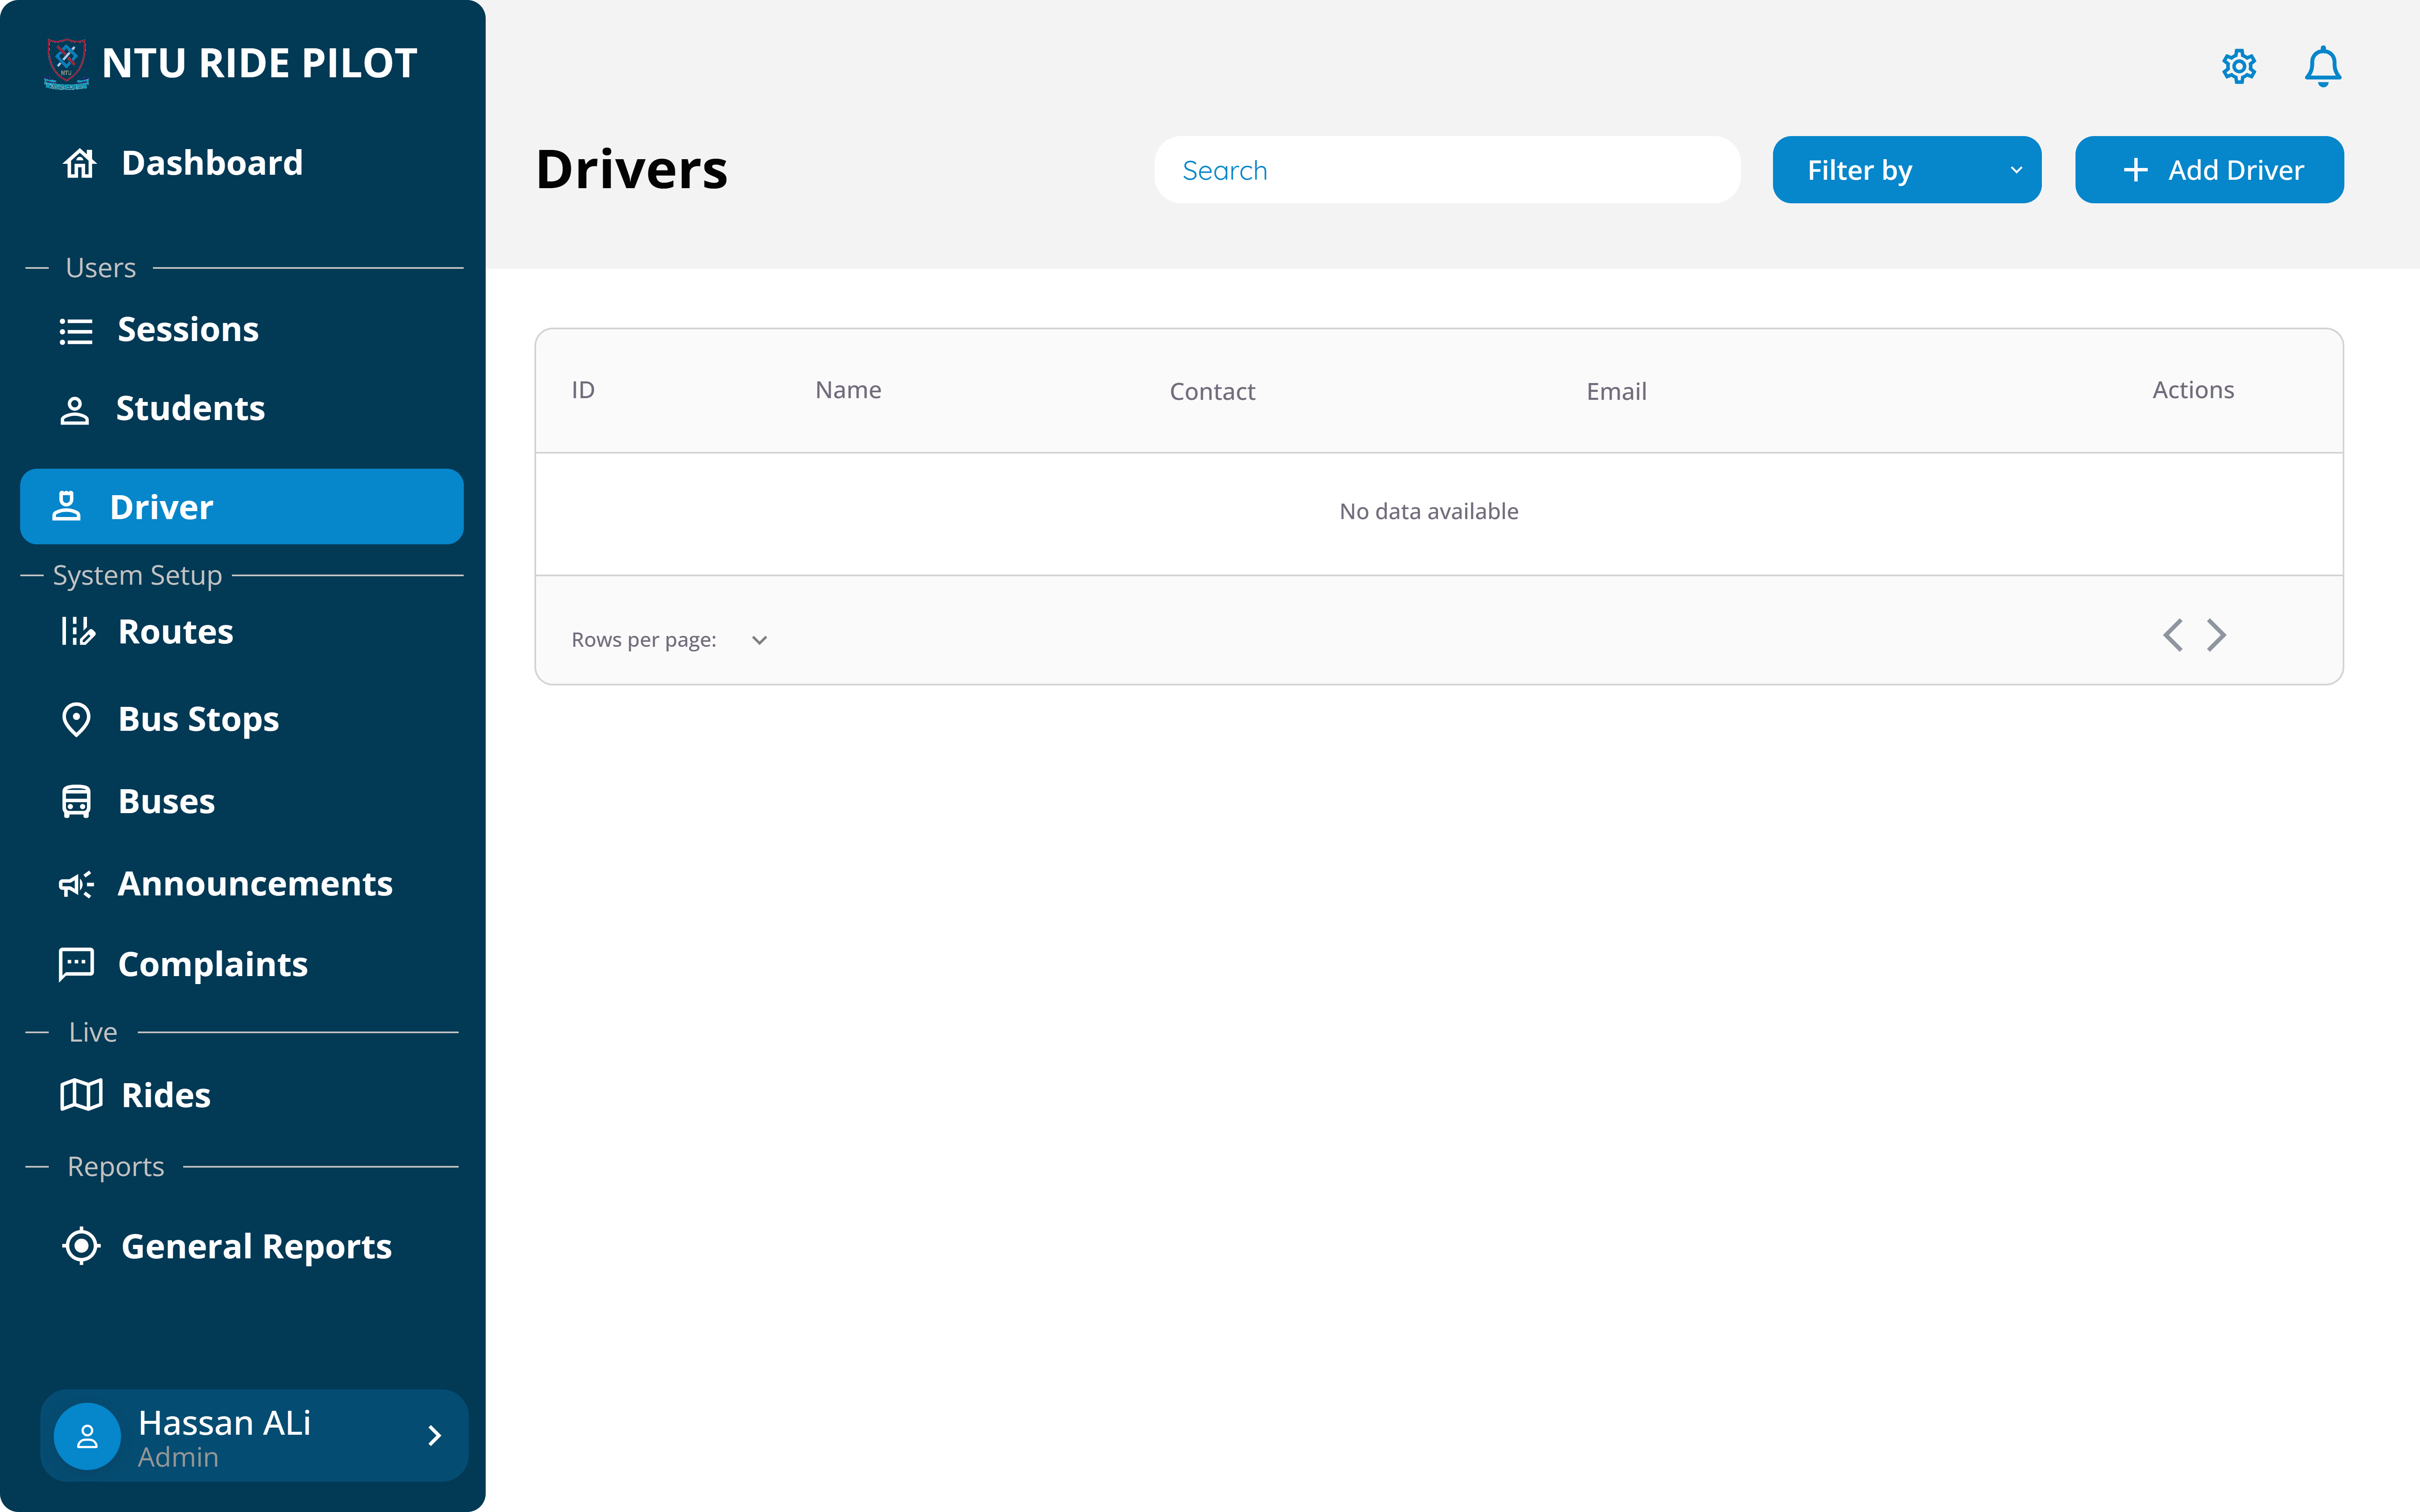 NTU RIDE PILOT
NTU
Dashboard
Users
Sessions
Students
Driver
System Setup
Routes
Bus Stops
Buses
Announcements
Complaints
Live
Rides
Reports
General Reports
Hassan ALi
Admin
Drivers
Search
Filter by
Add Driver
ID Name Contact Email Actions
No data available
Rows per page: